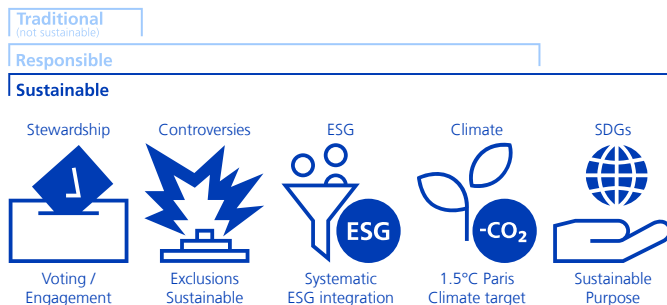 Traditional
(not sustainable)
Responsible
Sustainable
Stewardship Controversies ESG Climate SDGs
ESG -CO₂
Voting / Exclusions Systematic 1.5°C Paris Sustainable
Engagement Sustainable ESG integration Climate target Purpose